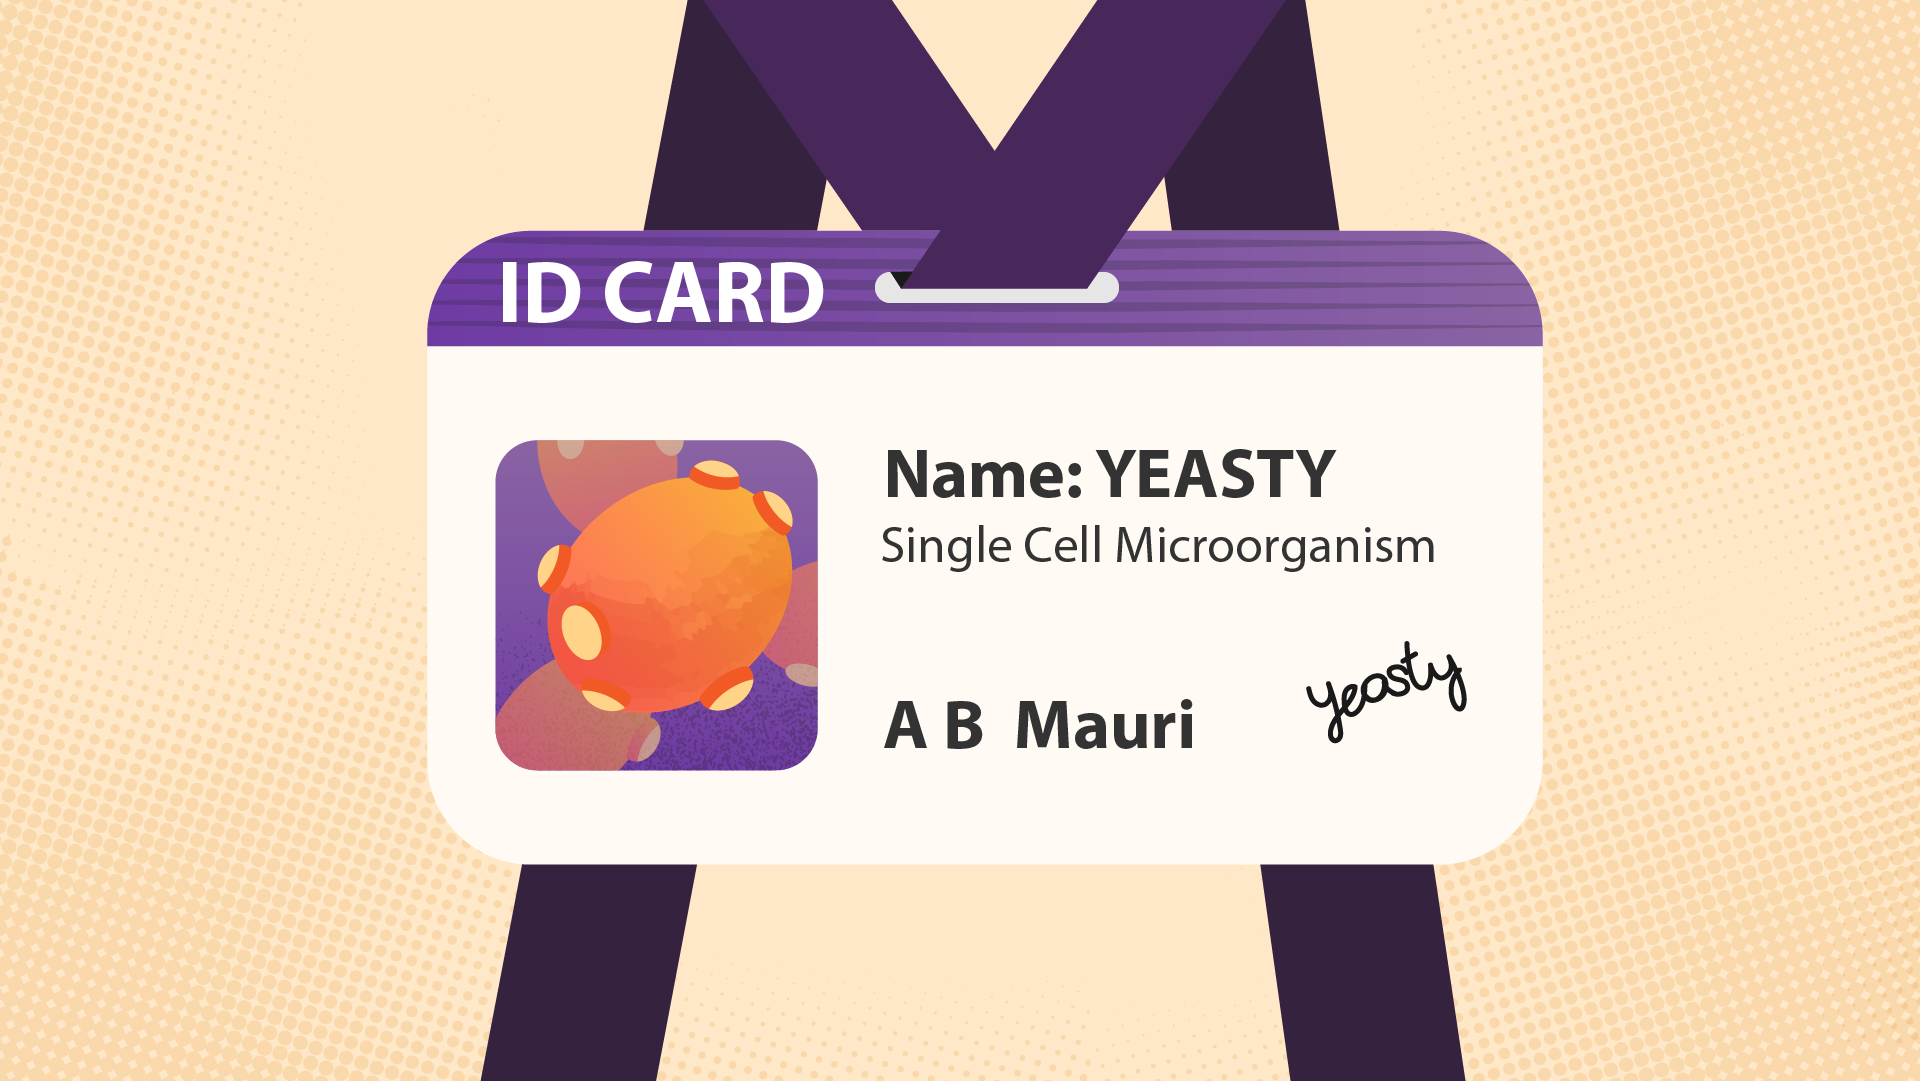 ID CARD
Name: YEASTY
Single Cell Microorganism
A B Mauri
yeasty